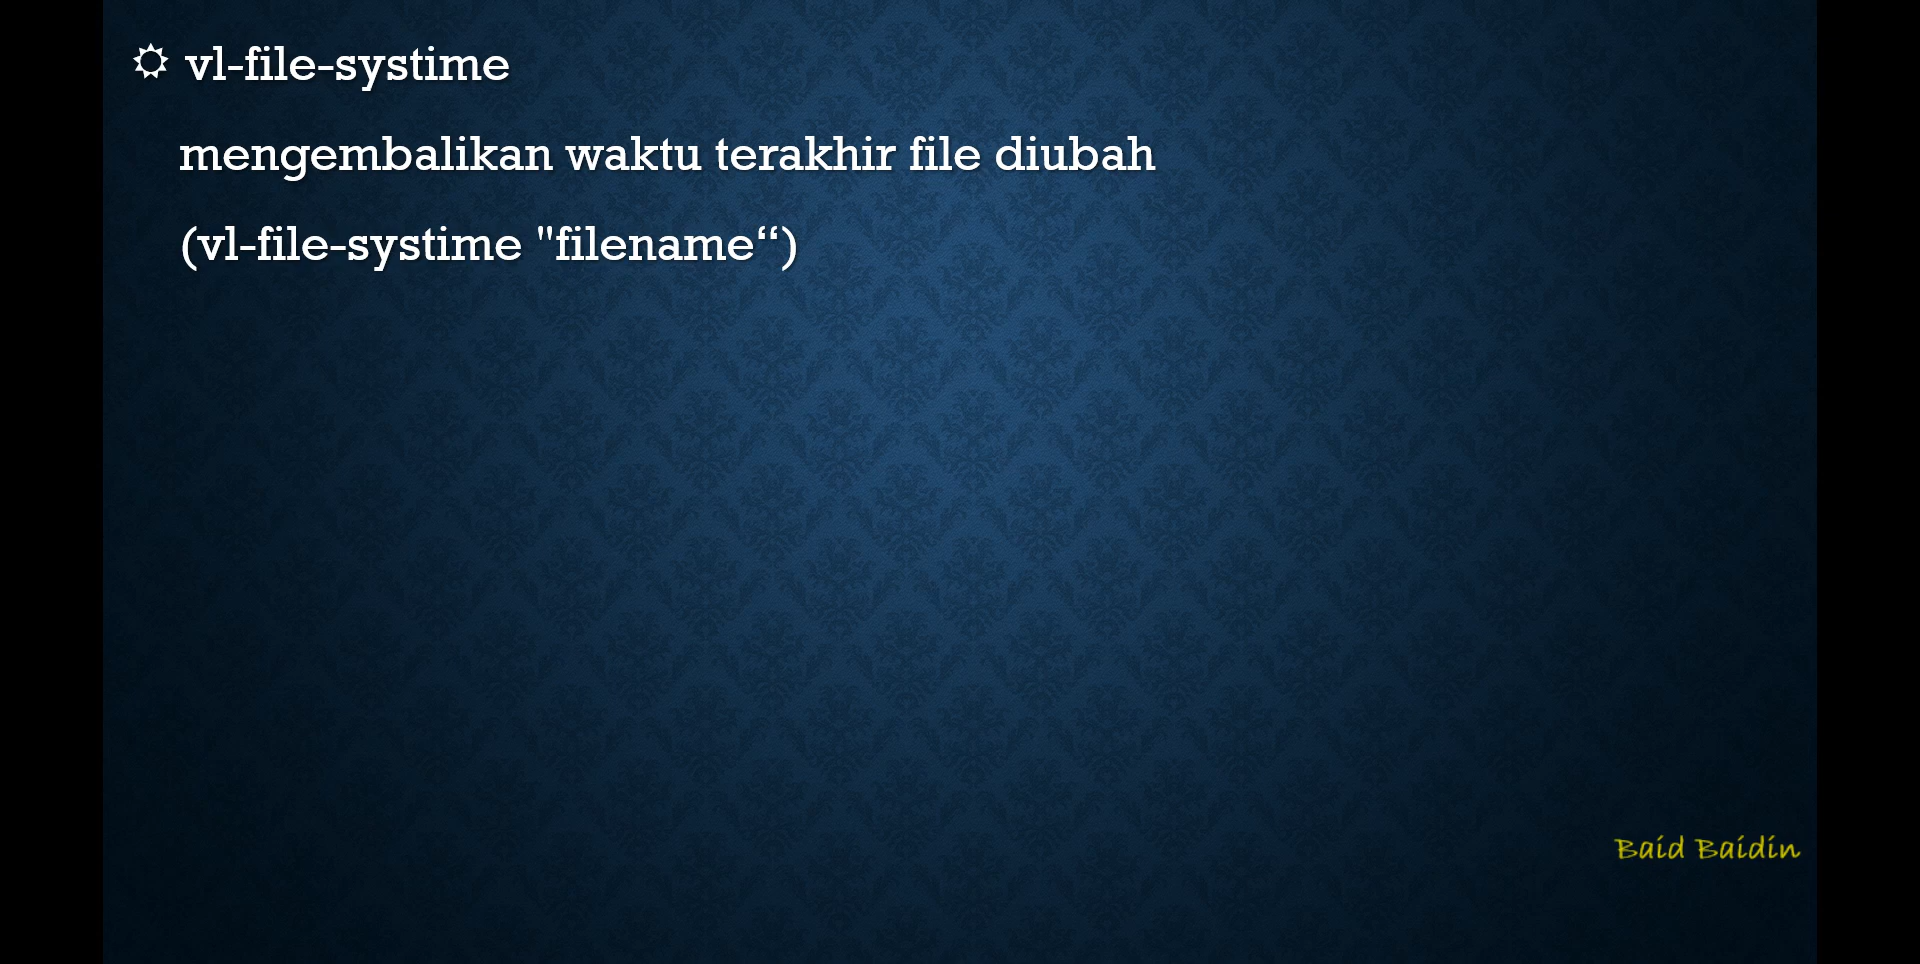 vl-file-systime
mengembalikan waktu terakhir file diubah
(vl-file-systime "filename“)
Baid Baidin